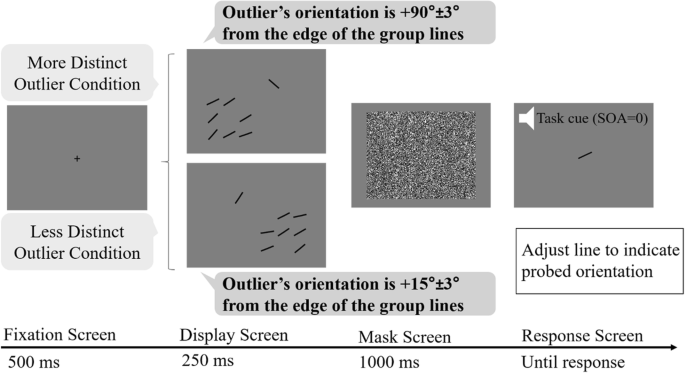 Outlier's orientation is +90°±3°
from the edge of the group lines
More Distinct
Outlier Condition
Task cue (SOA=0)
Less Distinct
Outlier Condition
Adjust line to indicate
probed orientation
Outlier's orientation is +15°±3°
from the edge of the group lines
Fixation Screen
Display Screen
Mask Screen
Response Screen
500 ms
250 ms
1000 ms
Until response